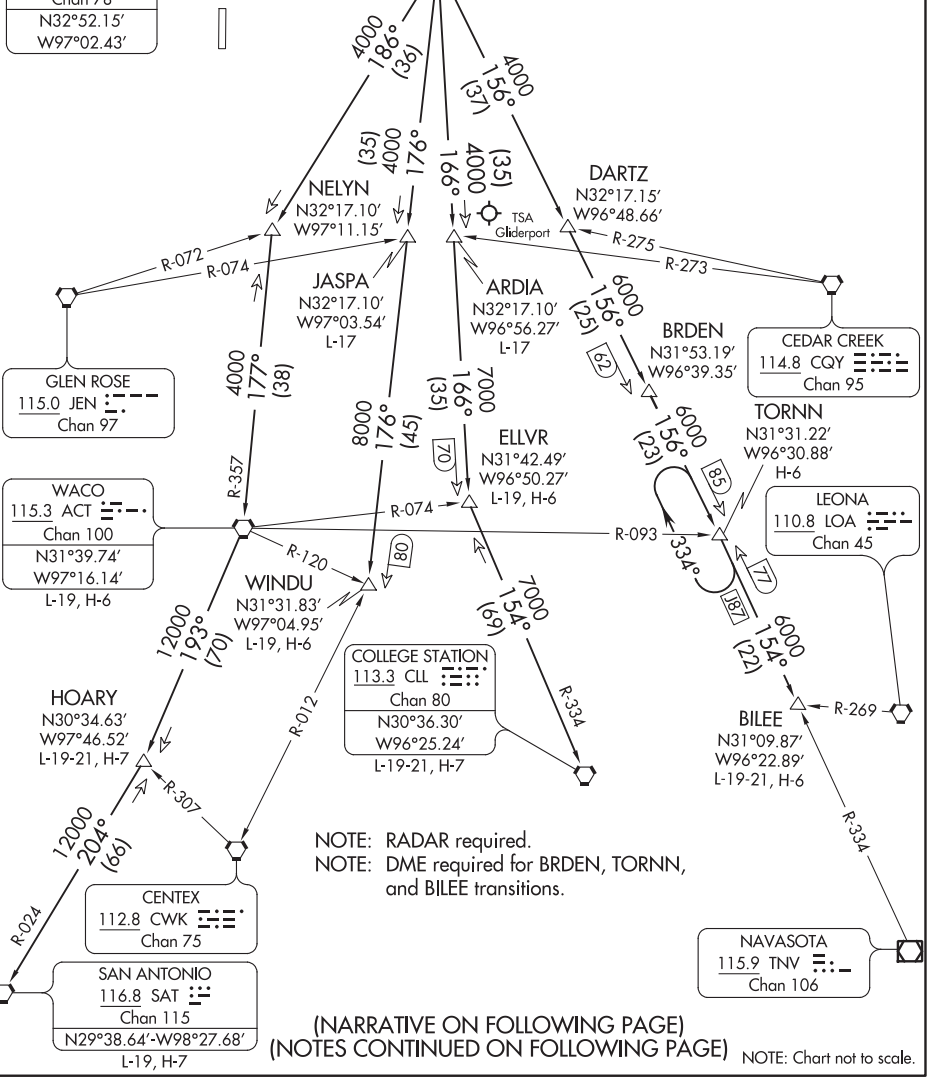 Chan 78
N32°52.15'
W97°02.43'
4000
186°
(36)
(35)
4000
176°
(35)
4000
166°
4000
156°
(37)
NELYN
N32°17.10'
W97°11.15'
TSA
Gliderport
DARTZ
N32°17.15'
W96°48.66'
R-072
R-074
R-275
R-273
JASPA
N32°17.10'
W97°03.54'
L-17
ARDIA
N32°17.10'
W96°56.27'
L-17
6000
156°
(25)
62
BRDEN
N31°53.19'
W96°39.35'
CEDAR CREEK
114.8 CQY
Chan 95
GLEN ROSE
115.0 JEN
Chan 97
4000
177°
(38)
R-357
8000
176°
(45)
7000
166°
(35)
70
ELLVR
N31°42.49'
W96°50.27'
L-19, H-6
6000
156°
(23)
85
TORNN
N31°31.22'
W96°30.88'
H-6
LEONA
110.8 LOA
Chan 45
WACO
115.3 ACT
Chan 100
N31°39.74'
W97°16.14'
L-19, H-6
R-074
R-093
R-120
80
334°
77
J87
WINDU
N31°31.83'
W97°04.95'
L-19, H-6
7000
154°
(69)
6000
154°
(22)
12000
193°
(70)
R-012
COLLEGE STATION
113.3 CLL
Chan 80
N30°36.30'
W96°25.24'
L-19-21, H-7
R-334
HOARY
N30°34.63'
W97°46.52'
L-19-21, H-7
BILEE
N31°09.87'
W96°22.89'
L-19-21, H-6
R-269
R-334
R-307
12000
204°
(66)
R-024
NOTE: RADAR required.
NOTE: DME required for BRDEN, TORNN,
and BILEE transitions.
CENTEX
112.8 CWK
Chan 75
NAVASOTA
115.9 TNV
Chan 106
SAN ANTONIO
116.8 SAT
Chan 115
N29°38.64'-W98°27.68'
L-19, H-7
(NARRATIVE ON FOLLOWING PAGE)
(NOTES CONTINUED ON FOLLOWING PAGE)
NOTE: Chart not to scale.